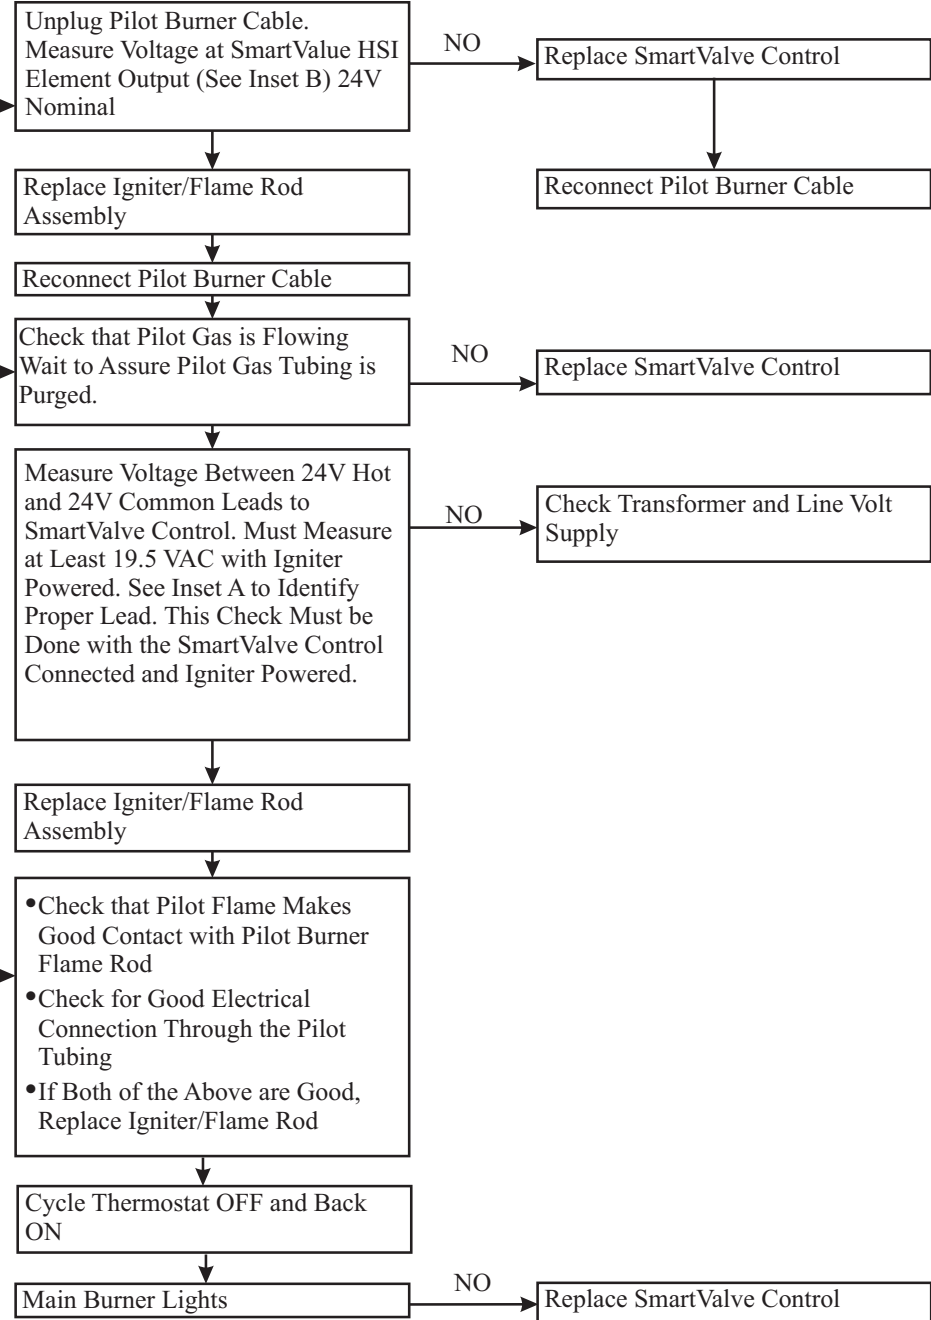 Unplug Pilot Burner Cable.
Measure Voltage at SmartValue HSI
Element Output (See Inset B) 24V
Nominal
NO
Replace SmartValve Control
Reconnect Pilot Burner Cable
Replace Igniter/Flame Rod
Assembly
Reconnect Pilot Burner Cable
Check that Pilot Gas is Flowing
Wait to Assure Pilot Gas Tubing is
Purged.
NO
Replace SmartValve Control
Measure Voltage Between 24V Hot
and 24V Common Leads to
SmartValve Control. Must Measure
at Least 19.5 VAC with Igniter
Powered. See Inset A to Identify
Proper Lead. This Check Must be
Done with the SmartValve Control
Connected and Igniter Powered.
NO
Check Transformer and Line Volt
Supply
Replace Igniter/Flame Rod
Assembly
•Check that Pilot Flame Makes
Good Contact with Pilot Burner
Flame Rod
•Check for Good Electrical
Connection Through the Pilot
Tubing
•If Both of the Above are Good,
Replace Igniter/Flame Rod
Cycle Thermostat OFF and Back
ON
Main Burner Lights
NO
Replace SmartValve Control